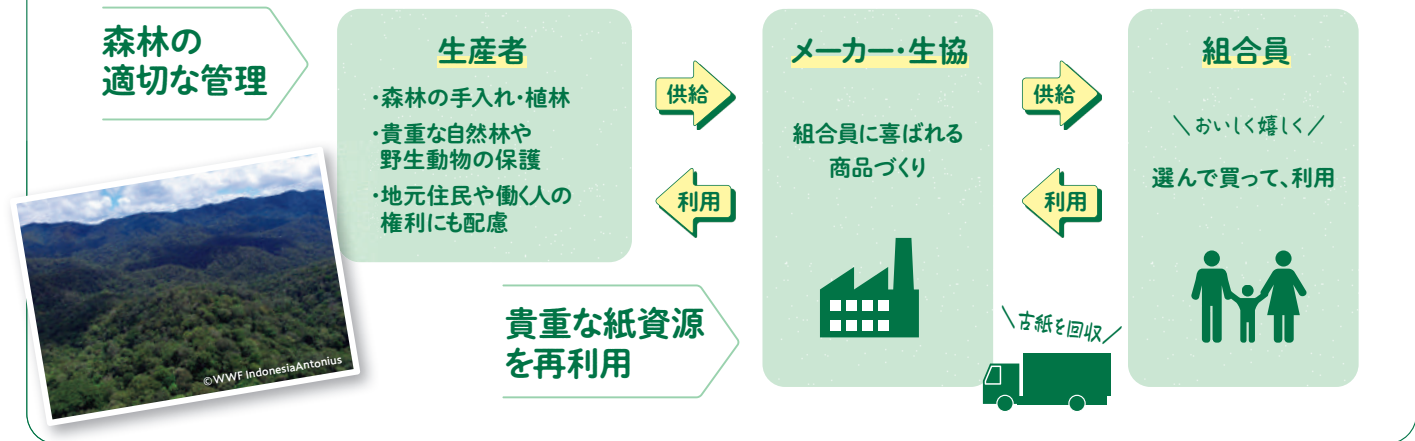 森林の
適切な管理
生産者
・森林の手入れ・植林
・貴重な自然林や
野生動物の保護
・地元住民や働く人の
権利にも配慮
供給
利用
メーカー・生協
組合員に喜ばれる
商品づくり
供給
利用
組合員
＼おいしく嬉しく／
選んで買って、利用
貴重な紙資源
を再利用
＼古紙を回収／
©WWF IndonesiaAntonius